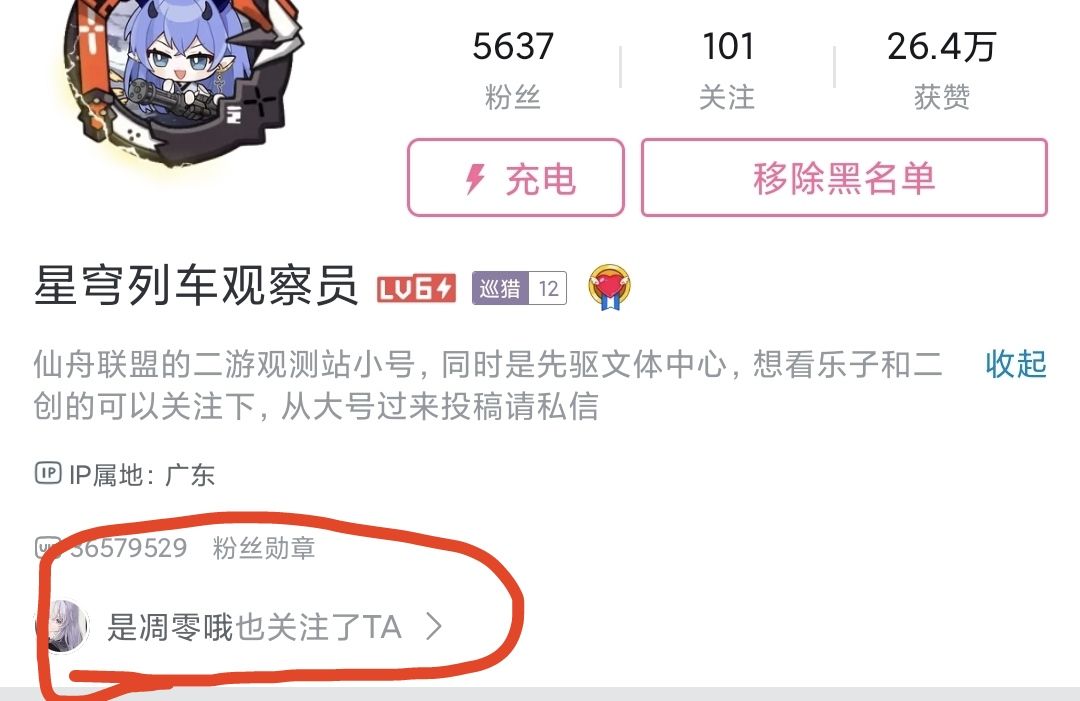 5637 101 26.4万
粉丝 关注 获赞
充电 移除黑名单
星穹列车观察员 LV6 巡猎 12
仙舟联盟的二游观测站小号，同时是先驱文体中心，想看乐子和二 收起
创的可以关注下，从大号过来投稿请私信
IP IP属地：广东
36579529 粉丝勋章
是凋零哦也关注了TA